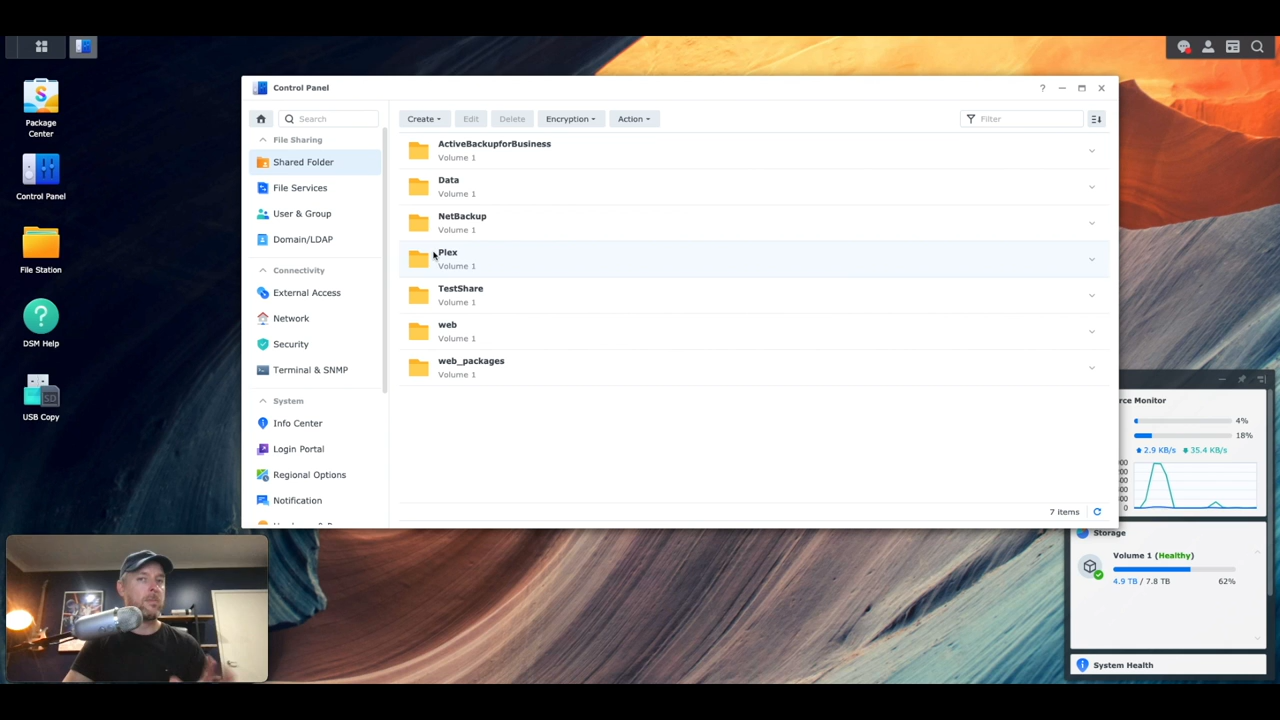 Package
Center
Control Panel
File Station
DSM Help
USB Copy
Control Panel
Search
File Sharing
Shared Folder
File Services
User & Group
Domain/LDAP
Connectivity
External Access
Network
Security
Terminal & SNMP
System
Info Center
Login Portal
Regional Options
Notification
Create
Edit
Delete
Encryption
Action
Filter
ActiveBackupforBusiness
Volume 1
Data
Volume 1
NetBackup
Volume 1
Plex
Volume 1
TestShare
Volume 1
web
Volume 1
web_packages
Volume 1
7 items
rce Monitor
4%
18%
2.9 KB/s 35.4 KB/s
0
Storage
Volume 1 (Healthy)
4.9 TB / 7.8 TB 62%
System Health